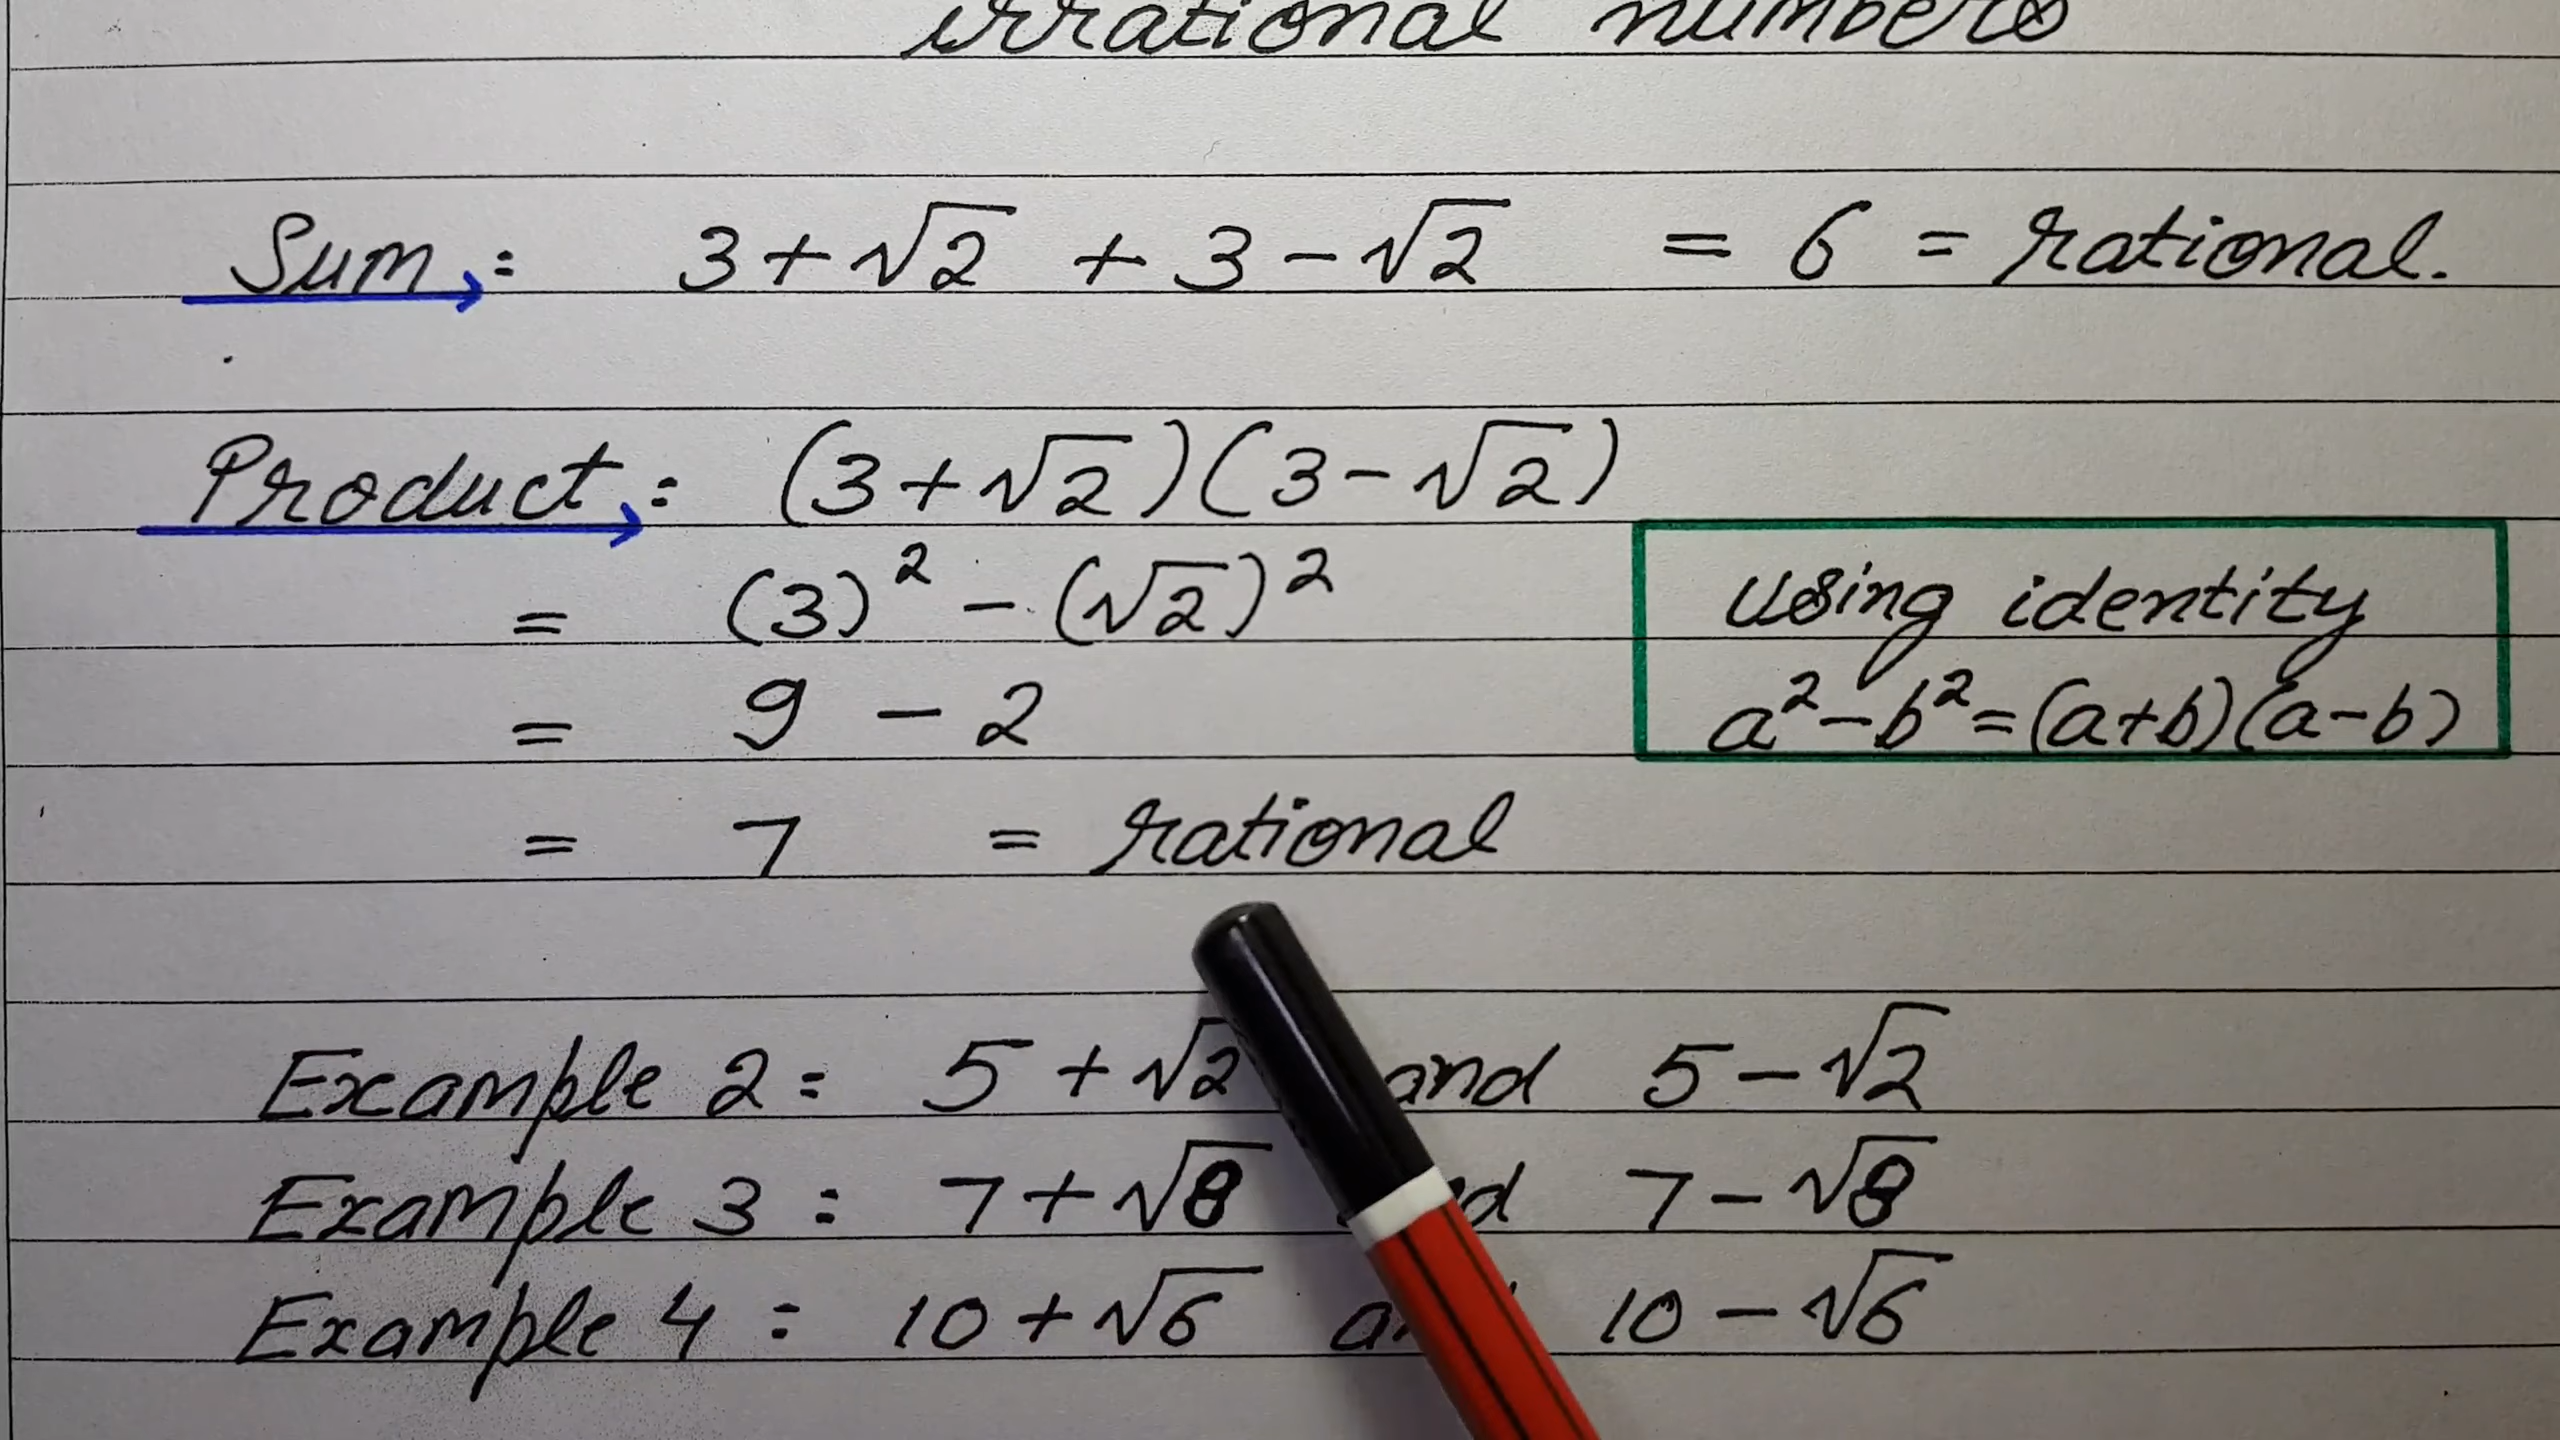 irrational numbers
Sum: 3+√2 + 3-√2 = 6 = rational.
Product: (3+√2)(3-√2)
= (3)² - (√2)²
= 9 - 2
= 7 = rational
Using identity
a²-b²=(a+b)(a-b)
Example 2: 5+√2 and 5-√2
Example 3: 7+√8 and 7-√8
Example 4: 10+√6 and 10-√6